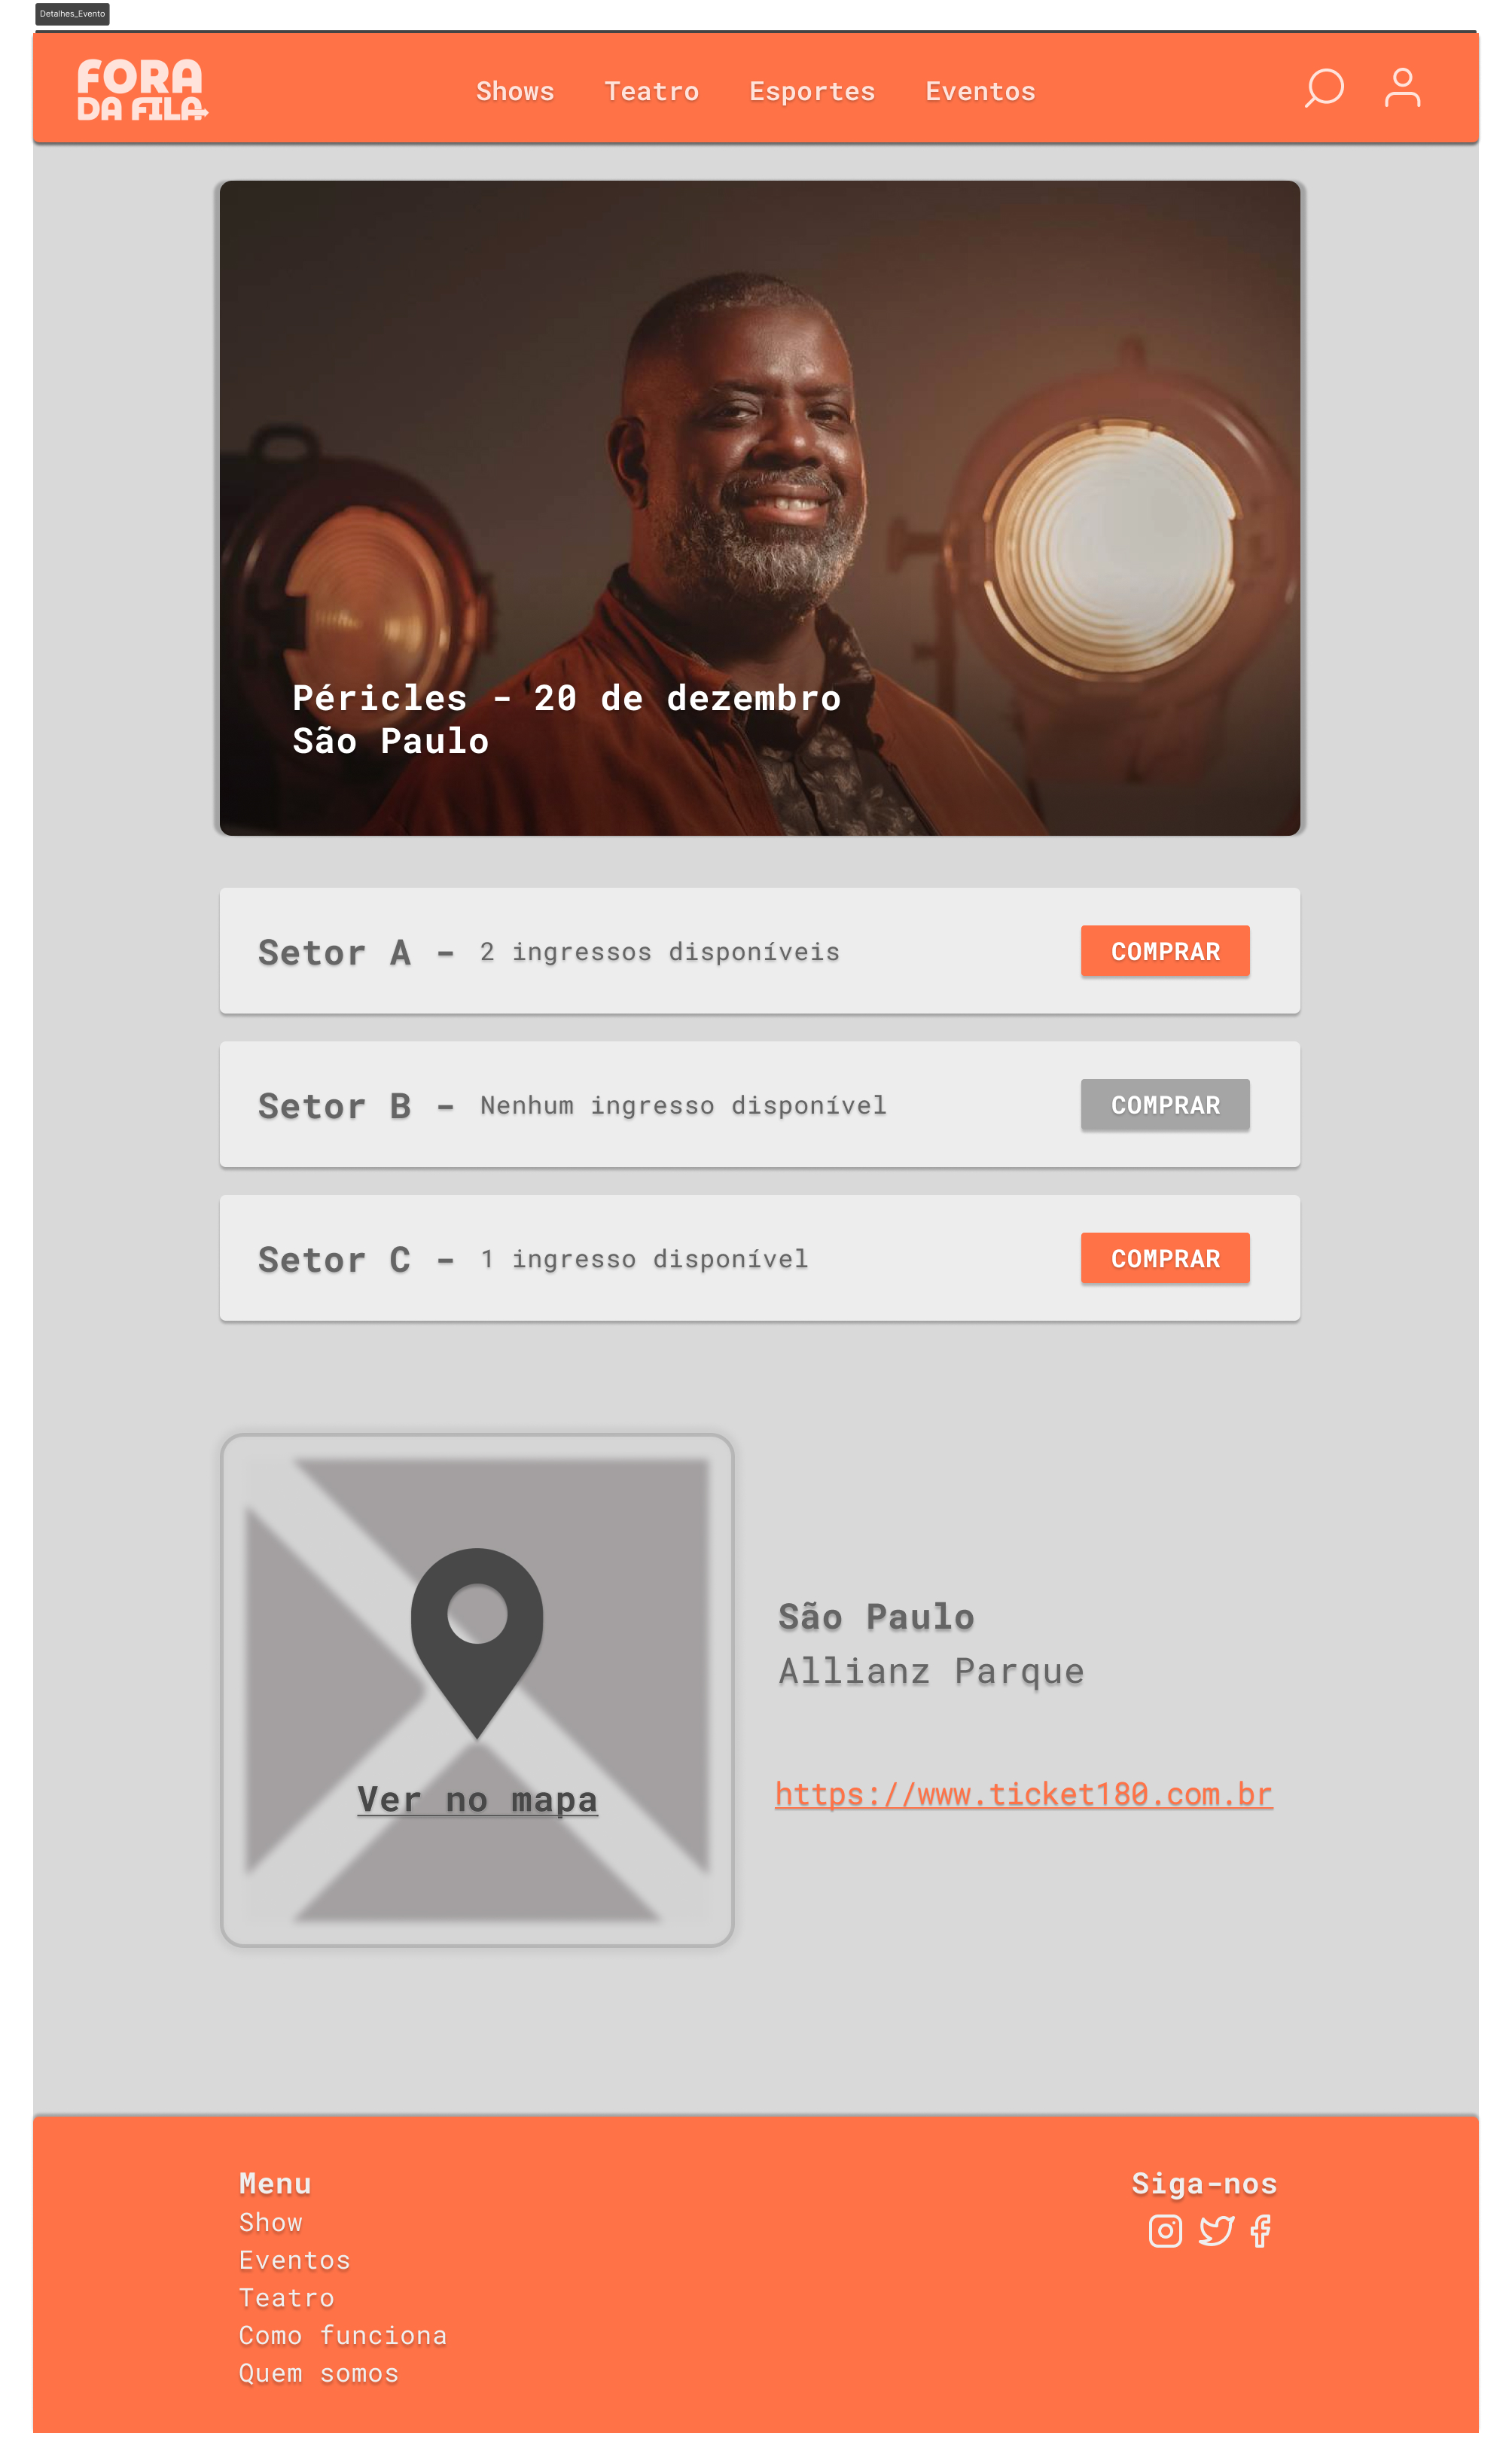 Detalhes_Evento
FORA
DA FILA
Shows Teatro Esportes Eventos
Péricles - 20 de dezembro
São Paulo
Setor A - 2 ingressos disponíveis COMPRAR
Setor B - Nenhum ingresso disponível COMPRAR
Setor C - 1 ingresso disponível COMPRAR
Ver no mapa
São Paulo
Allianz Parque
https://www.ticket180.com.br
Menu
Show
Eventos
Teatro
Como funciona
Quem somos
Siga-nos